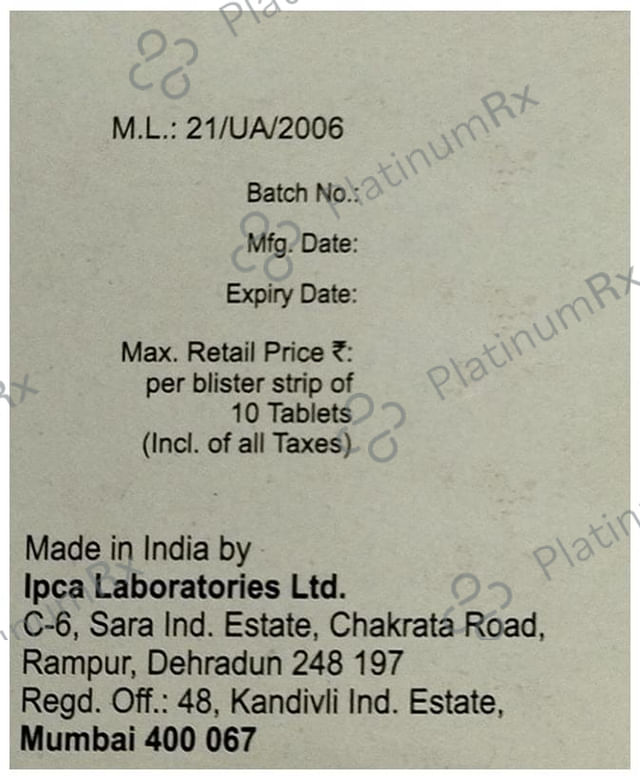 M.L.: 21/UA/2006
Batch No.:
Mfg. Date:
Expiry Date:
Max. Retail Price ₹:
per blister strip of
10 Tablets
(Incl. of all Taxes)
Made in India by
Ipca Laboratories Ltd.
C-6, Sara Ind. Estate, Chakrata Road,
Rampur, Dehradun 248 197
Regd. Off.: 48, Kandivli Ind. Estate,
Mumbai 400 067
PlatinumRx
PlatinumRx